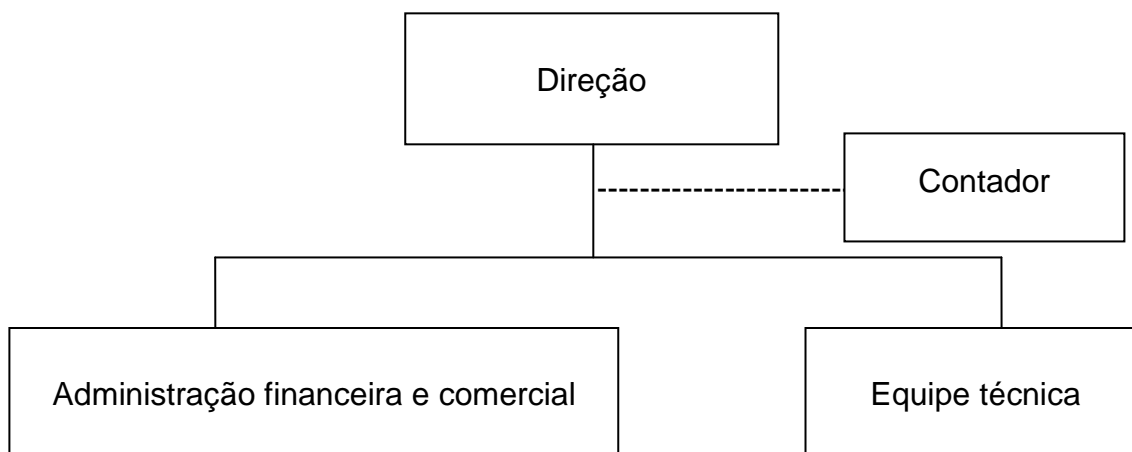 Direção
Contador
Administração financeira e comercial
Equipe técnica